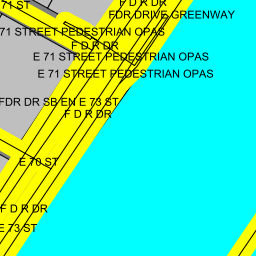 71 ST
F D R DR
FDR DRIVE GREENWAY
71 STREET PEDESTRIAN OPAS
F D R DR
E 71 STREET PEDESTRIAN OPAS
E 71 STREET PEDESTRIAN OPAS
FDR DR SB EN E 73 ST
F D R DR
E 70 ST
F D R DR
E 73 ST